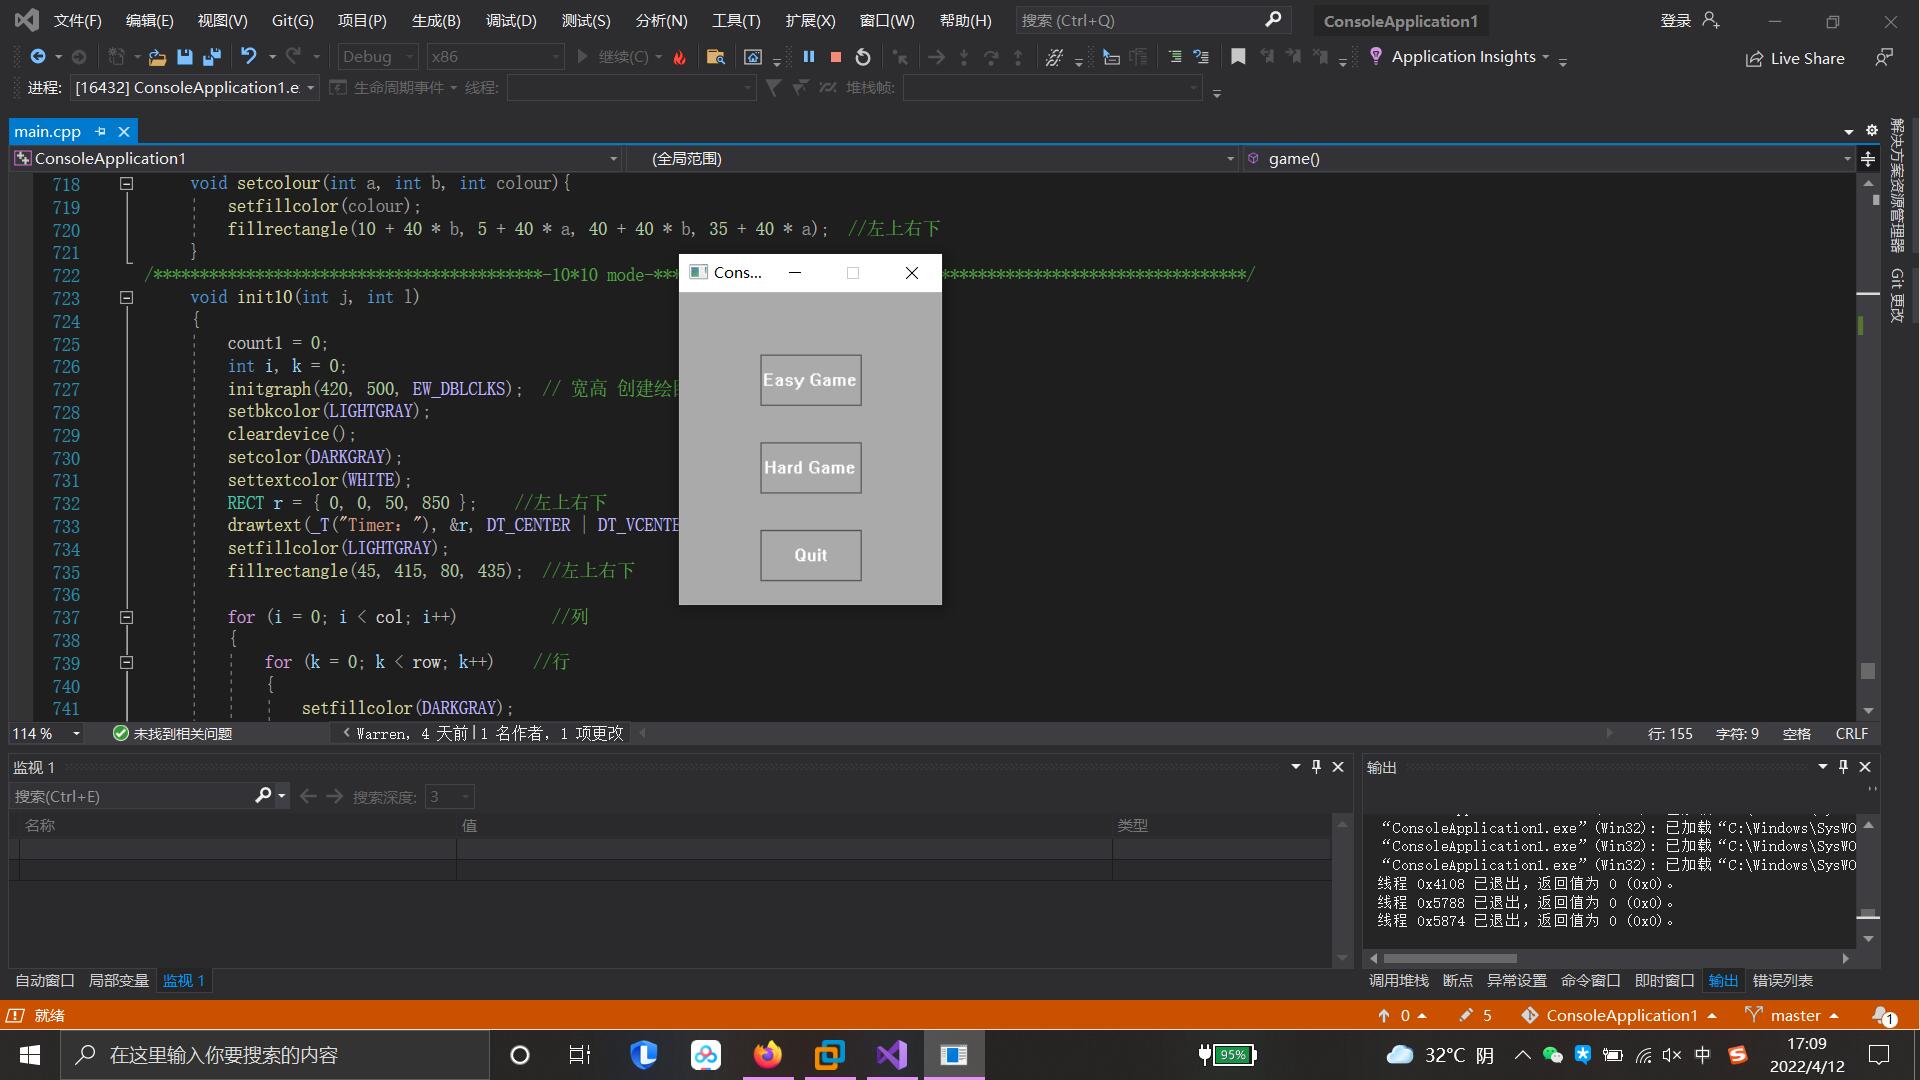 文件(F) 编辑(E) 视图(V) Git(G) 项目(P) 生成(B) 调试(D) 测试(S) 分析(N) 工具(T) 扩展(X) 窗口(W) 帮助(H) 搜索 (Ctrl+Q) ConsoleApplication1 登录
Debug x86 继续(C) Application Insights Live Share
进程: [16432] ConsoleApplication1.e: 生命周期事件 线程: 堆栈帧:
main.cpp
ConsoleApplication1 (全局范围) game()
718 void setcolour(int a, int b, int colour){
719 setfillcolor(colour);
720 fillrectangle(10 + 40 * b, 5 + 40 * a, 40 + 40 * b, 35 + 40 * a); //左上右下
721 }
722 /******************************************-10*10 mode-*************************************/
723 void init10(int j, int l)
724 {
725 count1 = 0;
726 int i, k = 0;
727 initgraph(420, 500, EW_DBLCLKS); // 宽高 创建绘
728 setbkcolor(LIGHTGRAY);
729 cleardevice();
730 setcolor(DARKGRAY);
731 settextcolor(WHITE);
732 RECT r = { 0, 0, 50, 850 }; //左上右下
733 drawtext(_T("Timer："), &r, DT_CENTER | DT_VCENTE
734 setfillcolor(LIGHTGRAY);
735 fillrectangle(45, 415, 80, 435); //左上右下
736
737 for (i = 0; i < col; i++) //列
738 {
739 for (k = 0; k < row; k++) //行
740 {
741 setfillcolor(DARKGRAY);
Cons...
Easy Game
Hard Game
Quit
解决方案资源管理器
Git 更改
114 % 未找到相关问题 Warren, 4 天前|1 名作者, 1 项更改 行: 155 字符: 9 空格 CRLF
监视 1
搜索(Ctrl+E) 搜索深度: 3
名称 值 类型
自动窗口 局部变量 监视 1
输出
“ConsoleApplication1.exe”(Win32): 已加载“C:\Windows\SysWO
“ConsoleApplication1.exe”(Win32): 已加载“C:\Windows\SysWO
“ConsoleApplication1.exe”(Win32): 已加载“C:\Windows\SysWO
线程 0x4108 已退出，返回值为 0 (0x0)。
线程 0x5788 已退出，返回值为 0 (0x0)。
线程 0x5874 已退出，返回值为 0 (0x0)。
调用堆栈 断点 异常设置 命令窗口 即时窗口 输出 错误列表
就绪 0 5 ConsoleApplication1 master 1
在这里输入你要搜索的内容 95% 32°C 阴 中 17:09
2022/4/12